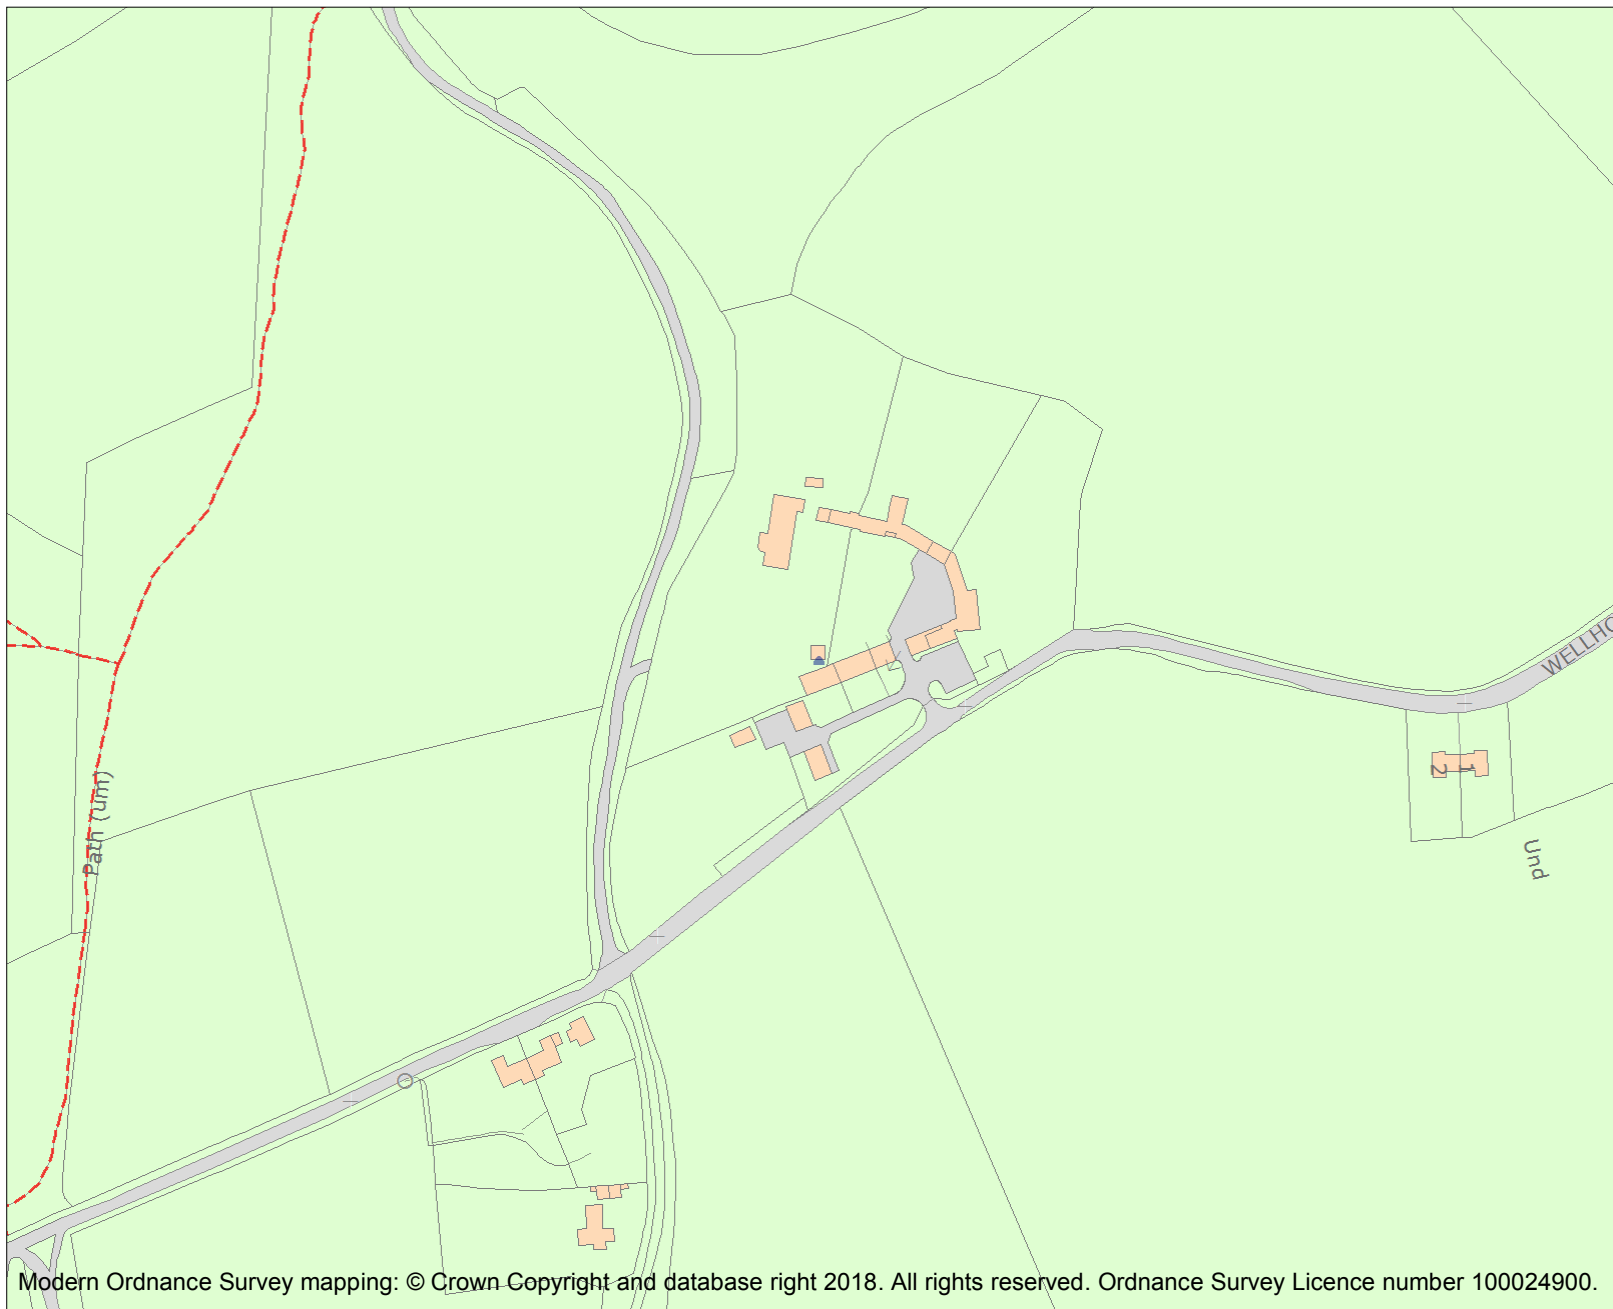 WELLHO
2
1
Und
Path (um)
Modern Ordnance Survey mapping: © Crown Copyright and database right 2018. All rights reserved. Ordnance Survey Licence number 100024900.